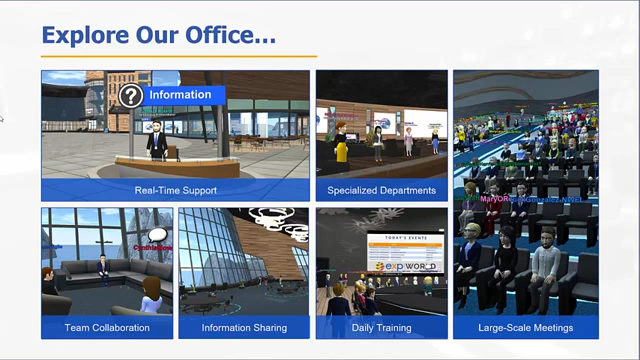 Explore Our Office...
? Information
Real-Time Support
Specialized Departments
Team Collaboration
Information Sharing
TODAY'S EVENTS
exp WORLD
Daily Training
Large-Scale Meetings